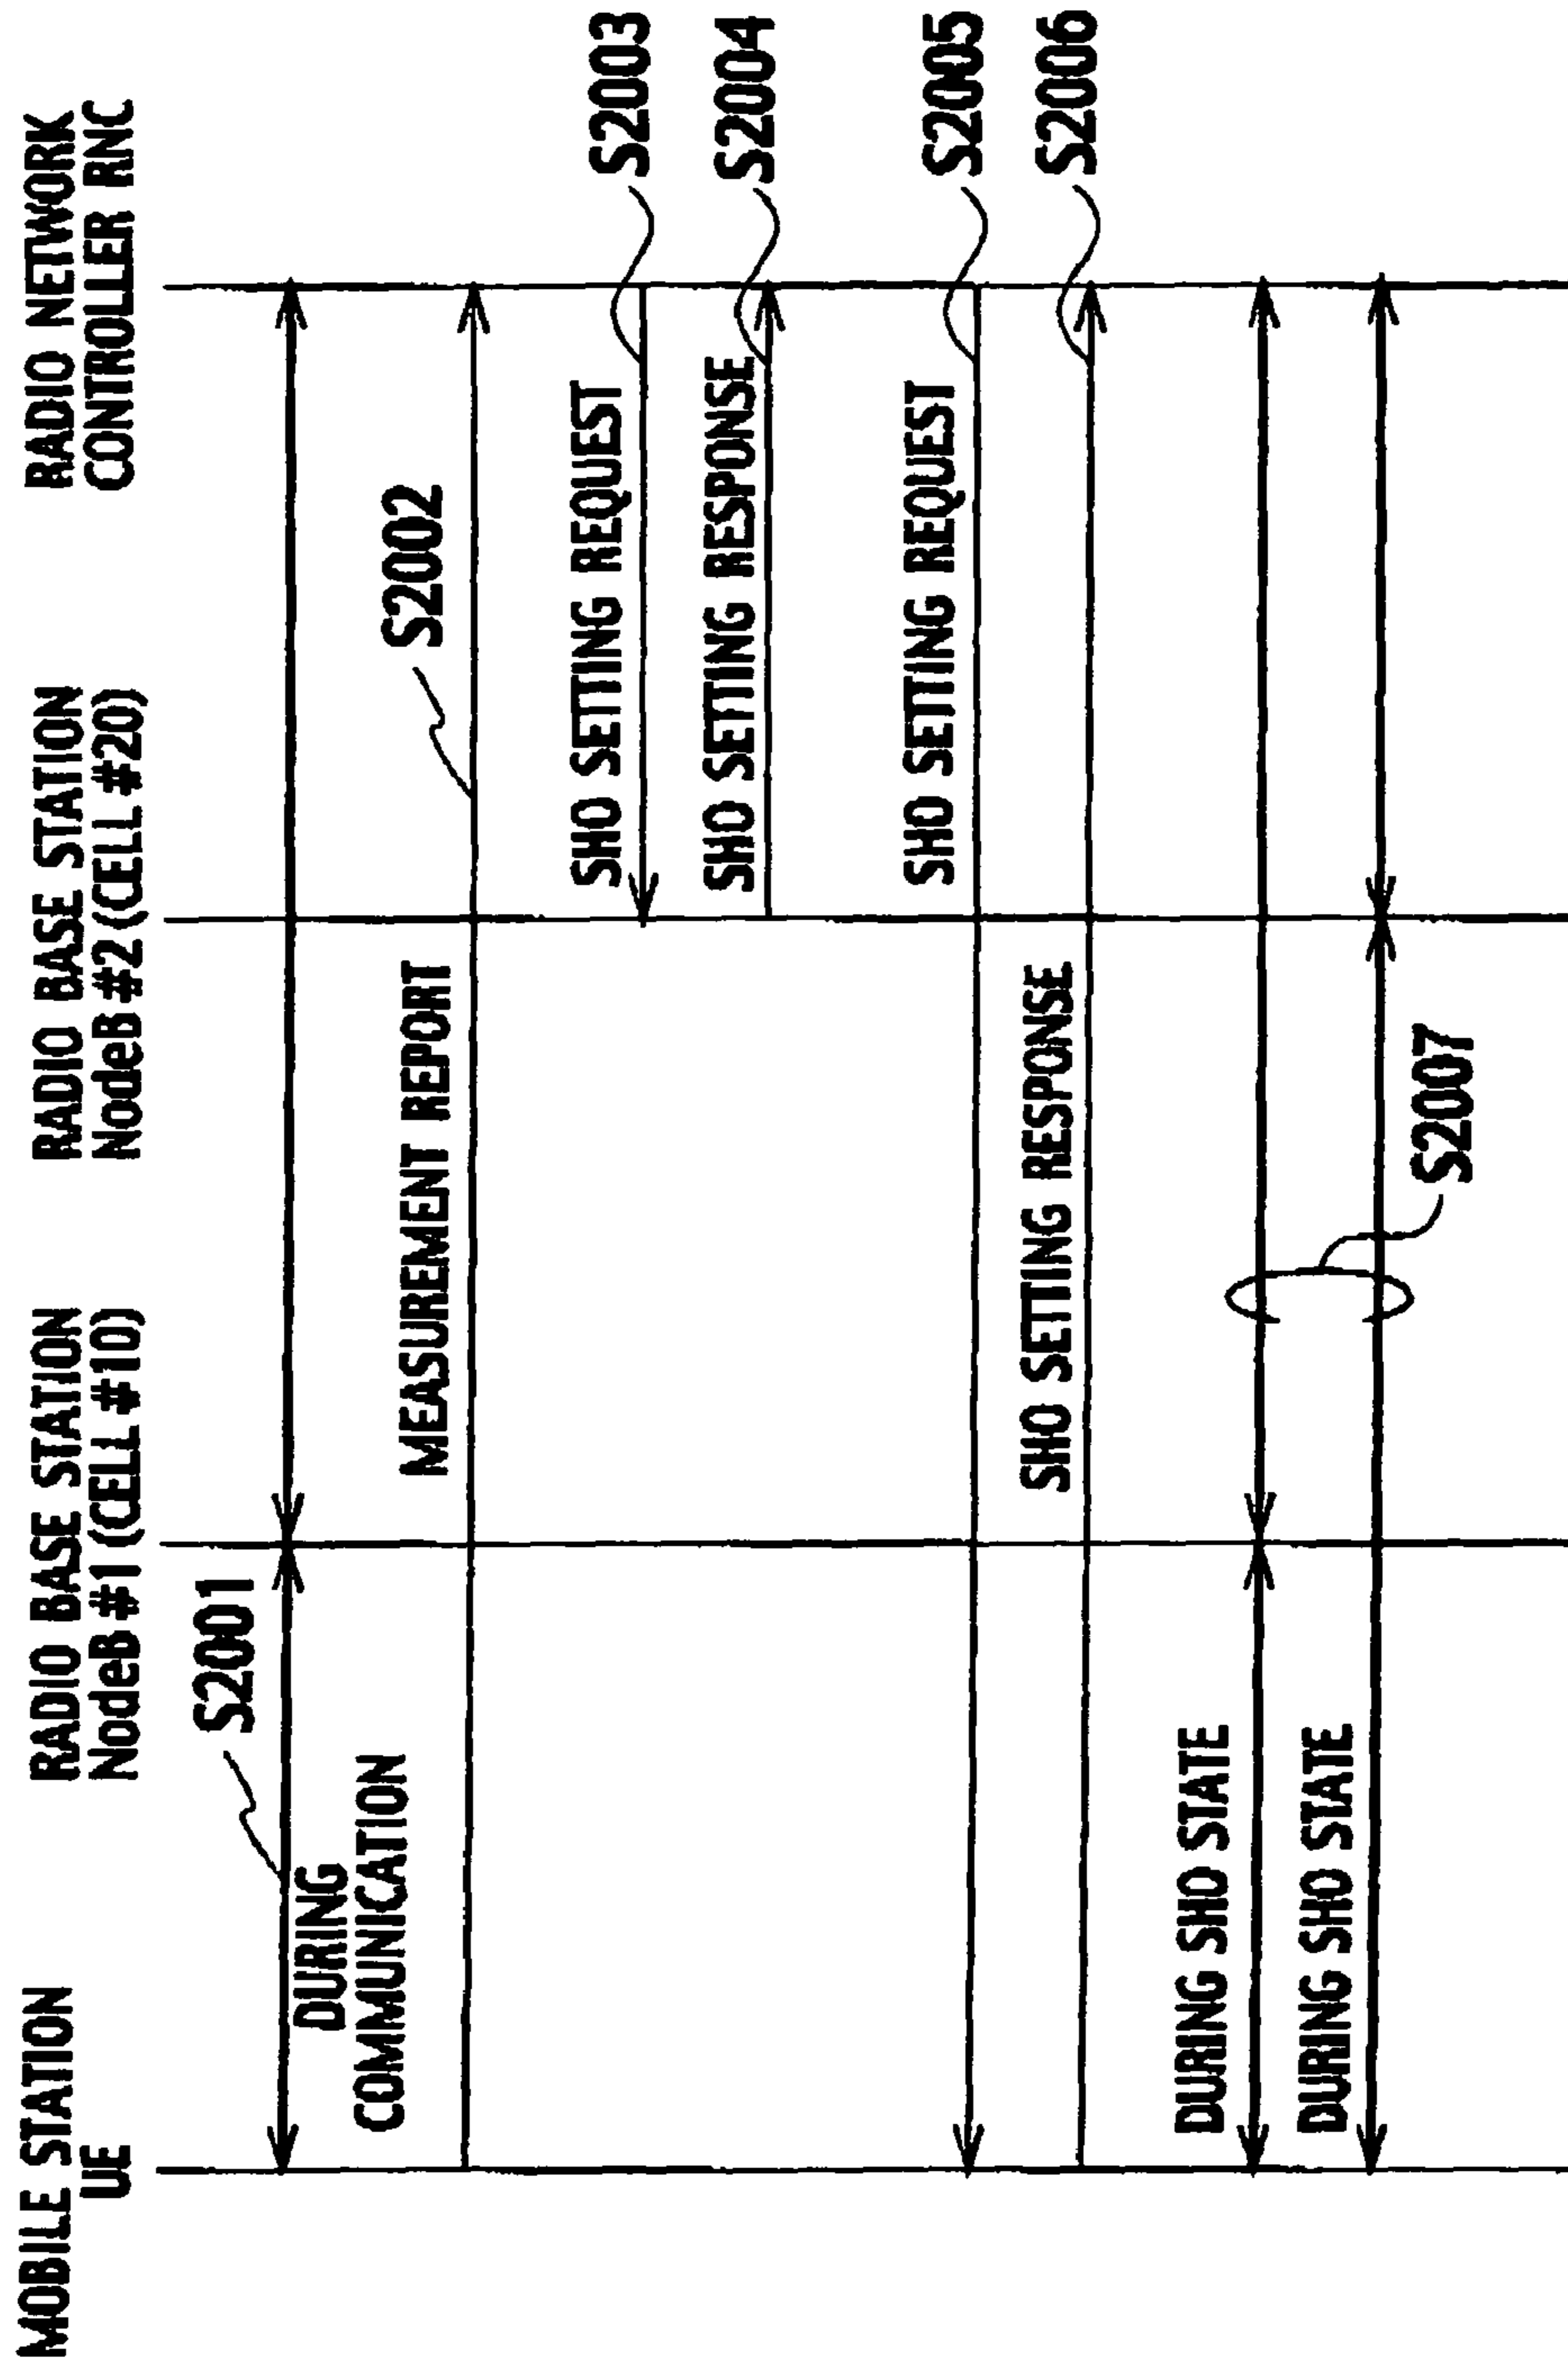 MOBILE STATION
UE
RADIO BASE STATION
NodeB #1 (CELL #10)
RADIO BASE STATION
NodeB #2 (CELL #20)
RADIO NETWORK
CONTROLLER RNC
S2001
DURING
COMMUNICATION
S2002
MEASUREMENT REPORT
SHO SETTING REQUEST
S2003
SHO SETTING RESPONSE
S2004
SHO SETTING REQUEST
S2005
SHO SETTING RESPONSE
S2006
DURING SHO STATE
DURING SHO STATE
S2007